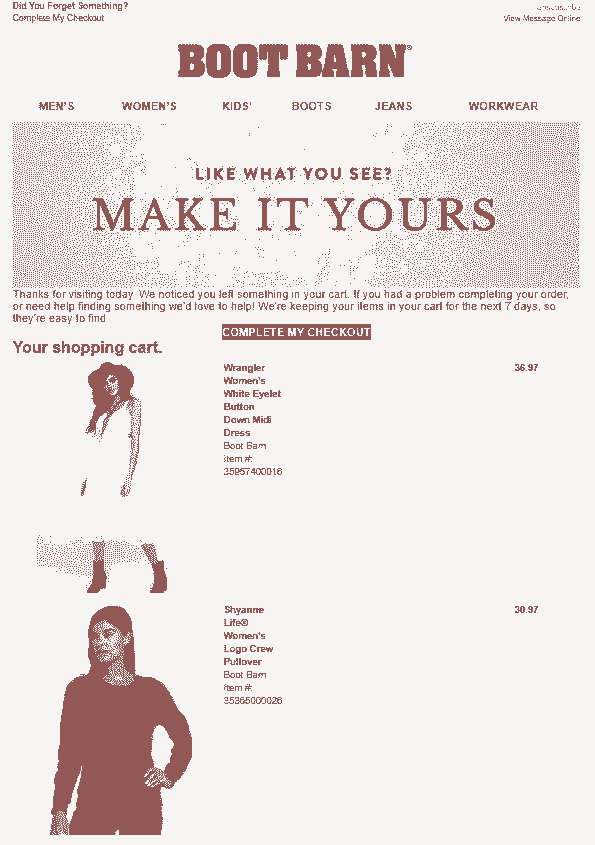 Did You Forget Something?
Complete My Checkout
View Message Online
BOOT BARN®
MEN'S WOMEN'S KIDS' BOOTS JEANS WORKWEAR
LIKE WHAT YOU SEE?
MAKE IT YOURS
Thanks for visiting today. We noticed you left something in your cart. If you had a problem completing your order,
or need help finding something we'd love to help! We're keeping your items in your cart for the next 7 days, so
they're easy to find
COMPLETE MY CHECKOUT
Your shopping cart.
Wrangler 36.97
Women's
White Eyelet
Button
Down Midi
Dress
Boot Barn
Item #:
35957400016
Shyanne 30.97
Life®
Women's
Logo Crew
Pullover
Boot Barn
Item #:
35365000026